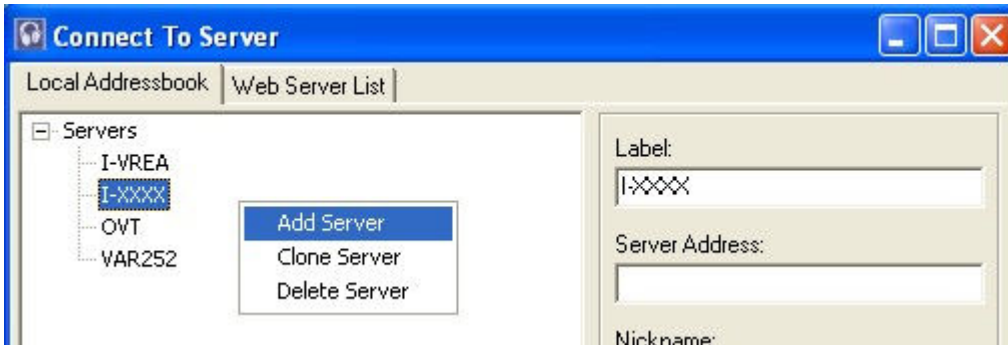 Connect To Server
Local Addressbook Web Server List
Servers
I-VREA
I-XXXX
OVT
VAR252
Add Server
Clone Server
Delete Server
Label:
I-XXXX
Server Address:
Nickname: